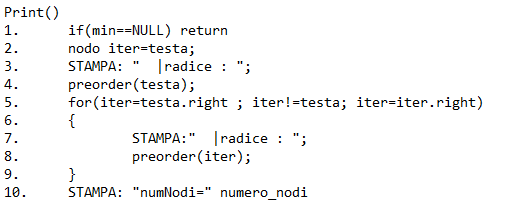 Print()
1. if(min==NULL) return
2. nodo iter=testa;
3. STAMPA: "  |radice : ";
4. preorder(testa);
5. for(iter=testa.right ; iter!=testa; iter=iter.right)
6. {
7. STAMPA:"  |radice : ";
8. preorder(iter);
9. }
10. STAMPA: "numNodi=" numero_nodi